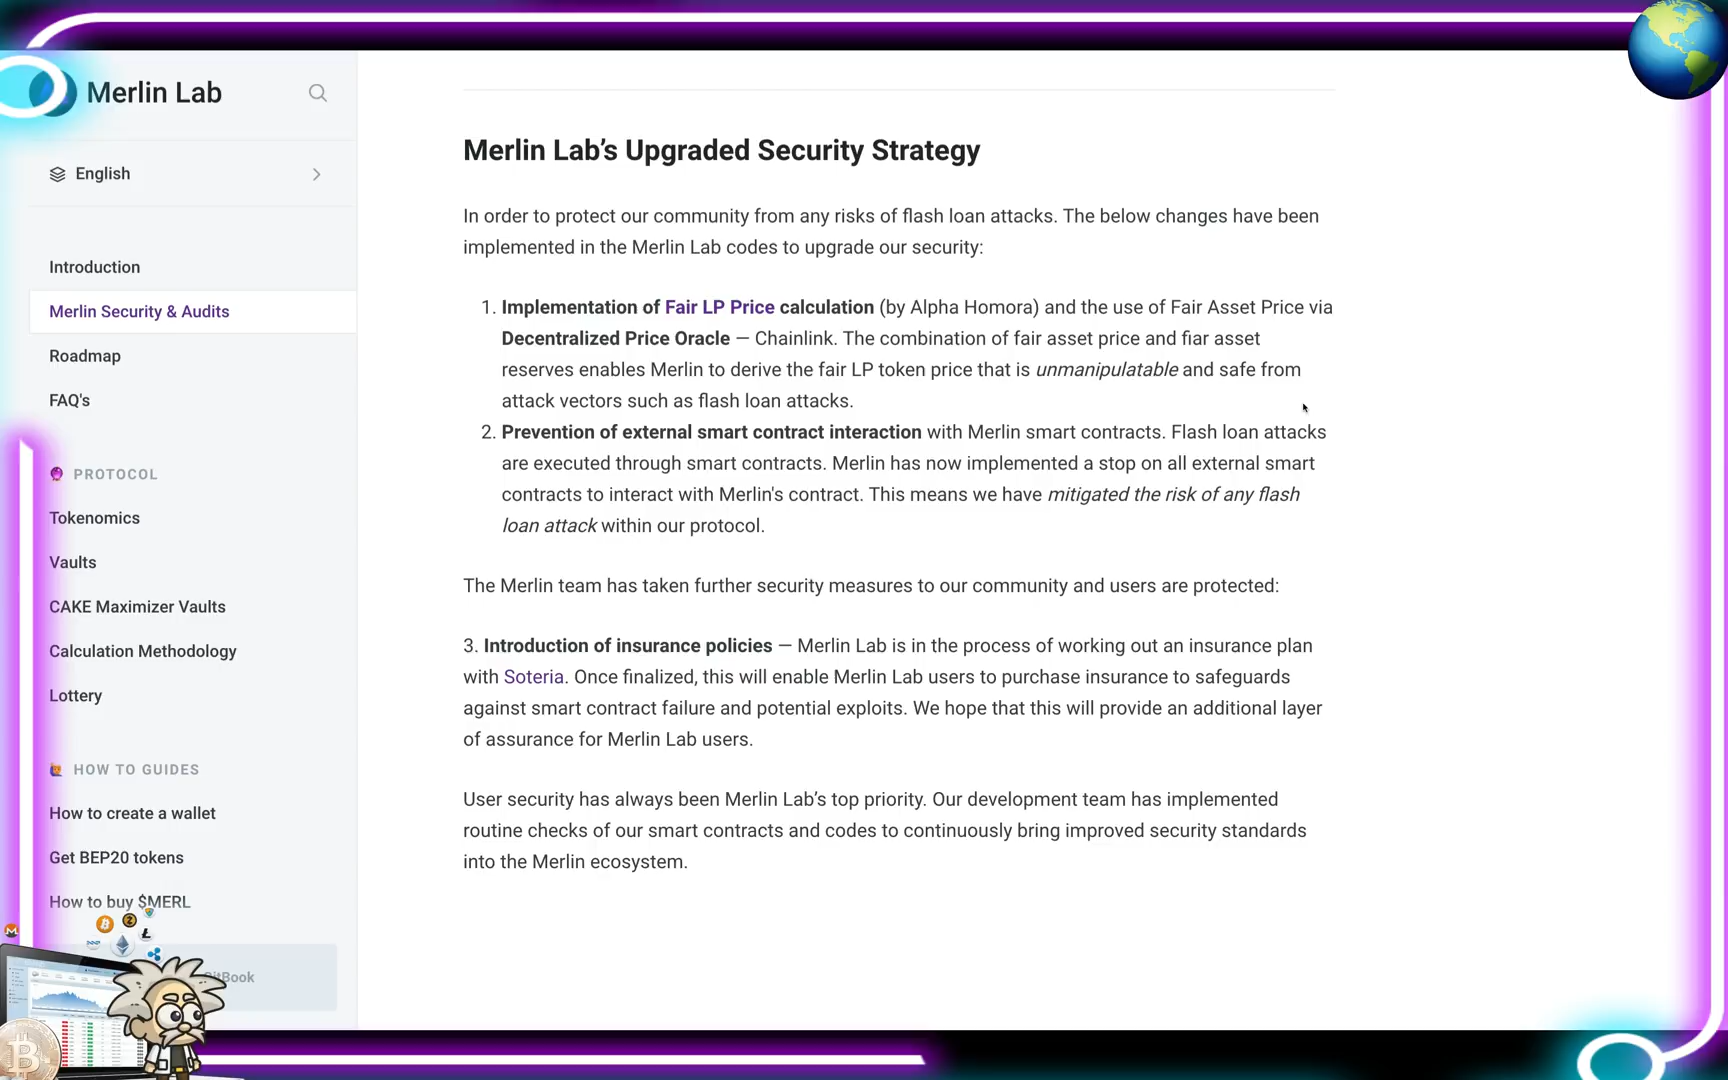 Merlin Lab
English
Introduction
Merlin Security & Audits
Roadmap
FAQ's
PROTOCOL
Tokenomics
Vaults
CAKE Maximizer Vaults
Calculation Methodology
Lottery
HOW TO GUIDES
How to create a wallet
Get BEP20 tokens
How to buy $MERL
Merlin Lab’s Upgraded Security Strategy
In order to protect our community from any risks of flash loan attacks. The below changes have been
implemented in the Merlin Lab codes to upgrade our security:
1. Implementation of Fair LP Price calculation (by Alpha Homora) and the use of Fair Asset Price via
Decentralized Price Oracle — Chainlink. The combination of fair asset price and fiar asset
reserves enables Merlin to derive the fair LP token price that is unmanipulatable and safe from
attack vectors such as flash loan attacks.
2. Prevention of external smart contract interaction with Merlin smart contracts. Flash loan attacks
are executed through smart contracts. Merlin has now implemented a stop on all external smart
contracts to interact with Merlin's contract. This means we have mitigated the risk of any flash
loan attack within our protocol.
The Merlin team has taken further security measures to our community and users are protected:
3. Introduction of insurance policies — Merlin Lab is in the process of working out an insurance plan
with Soteria. Once finalized, this will enable Merlin Lab users to purchase insurance to safeguards
against smart contract failure and potential exploits. We hope that this will provide an additional layer
of assurance for Merlin Lab users.
User security has always been Merlin Lab’s top priority. Our development team has implemented
routine checks of our smart contracts and codes to continuously bring improved security standards
into the Merlin ecosystem.